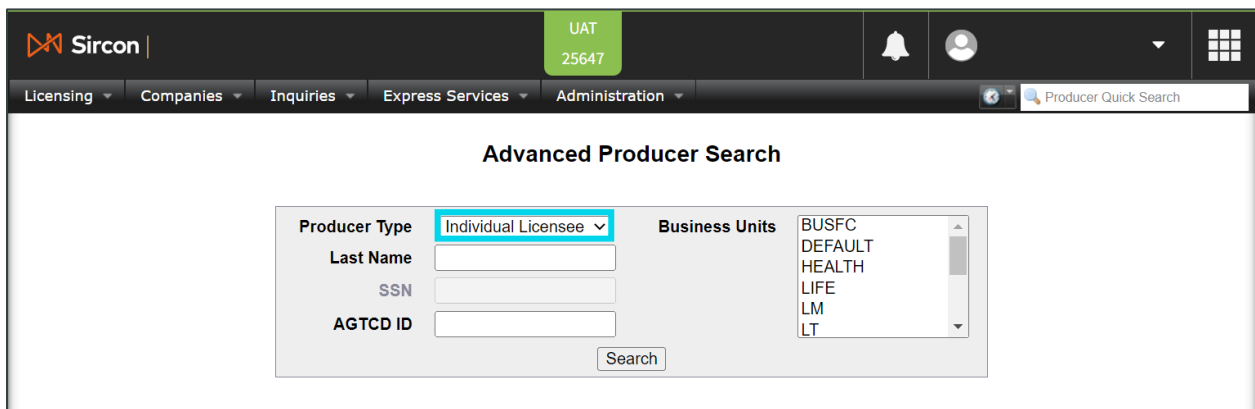 Sircon |
UAT
25647
Licensing Companies Inquiries Express Services Administration Producer Quick Search
Advanced Producer Search
Producer Type Individual Licensee Business Units
Last Name
SSN
AGTCD ID
BUSFC
DEFAULT
HEALTH
LIFE
LM
LT
Search